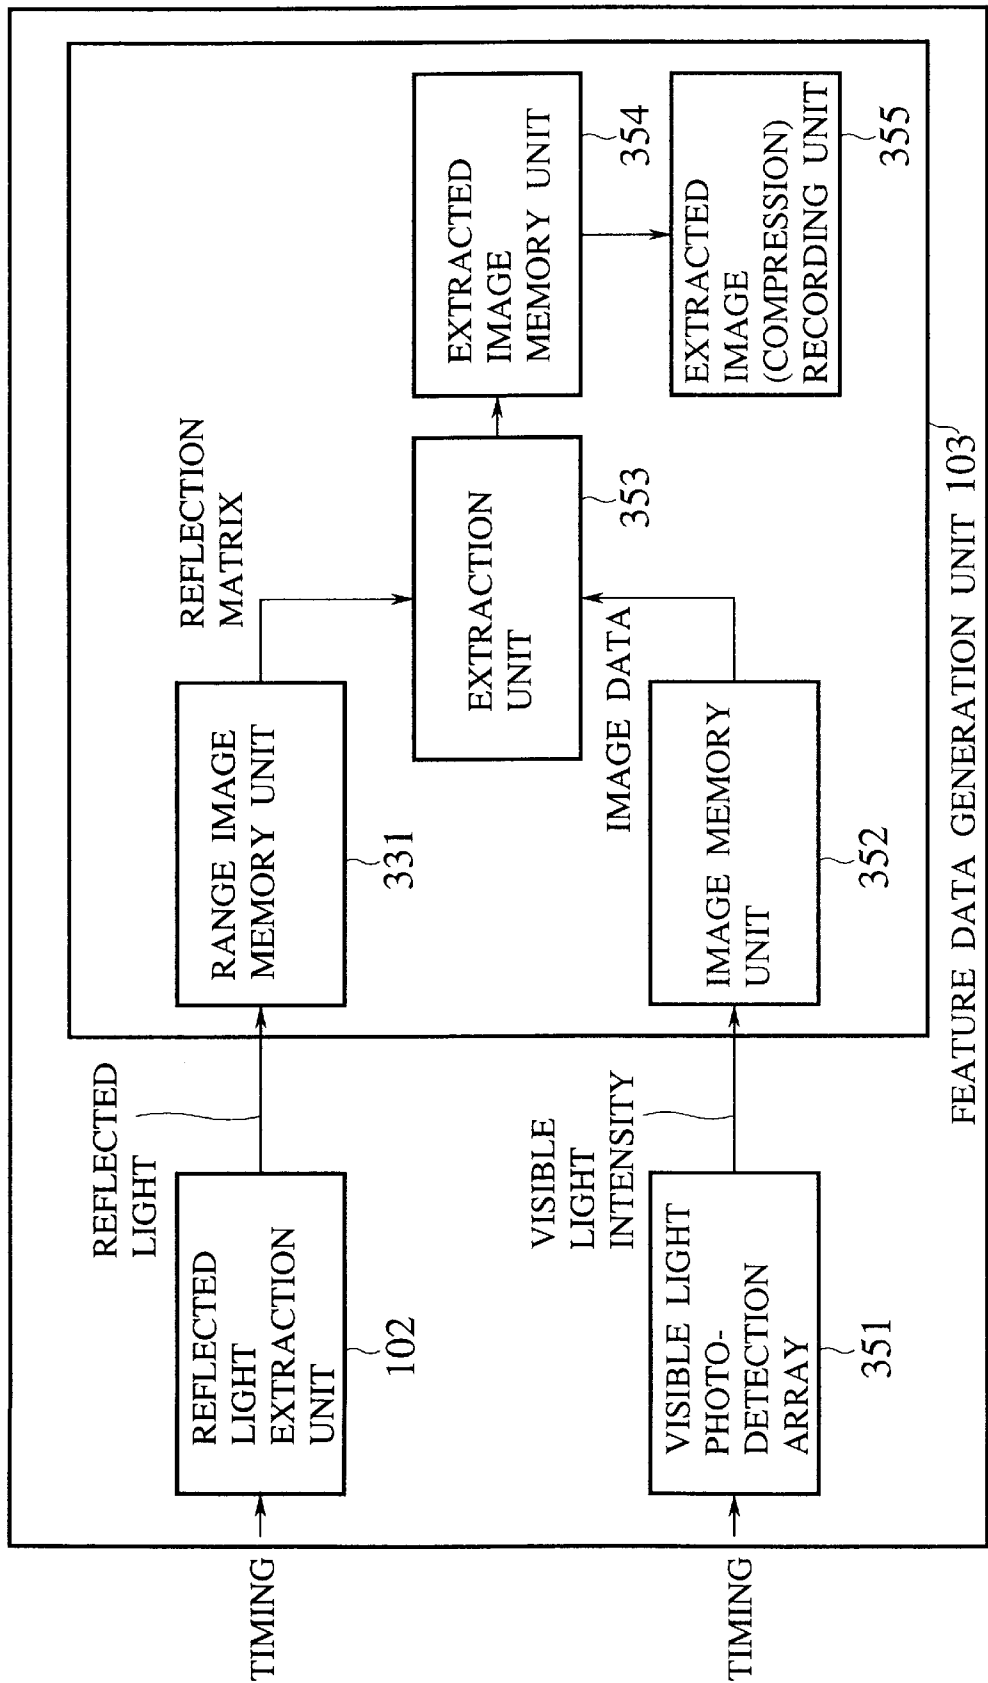 TIMING
REFLECTED
LIGHT
EXTRACTION
UNIT
102
REFLECTED
LIGHT
RANGE IMAGE
MEMORY UNIT
331
REFLECTION
MATRIX
TIMING
VISIBLE LIGHT
PHOTO-
DETECTION
ARRAY
351
VISIBLE
LIGHT
INTENSITY
IMAGE MEMORY
UNIT
352
IMAGE DATA
EXTRACTION
UNIT
353
EXTRACTED
IMAGE
MEMORY UNIT
354
EXTRACTED
IMAGE
(COMPRESSION)
RECORDING UNIT
355
FEATURE DATA GENERATION UNIT 103